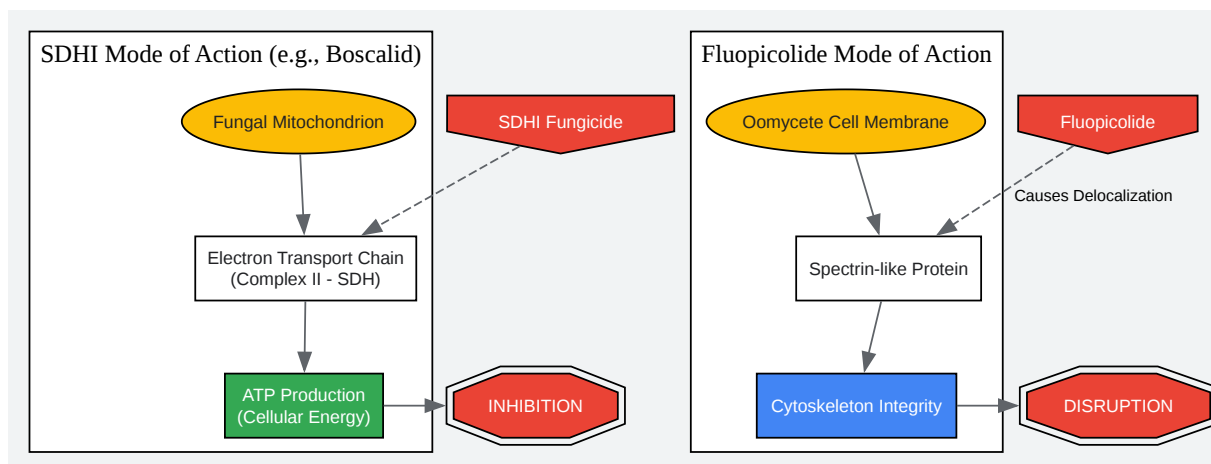 SDHI Mode of Action (e.g., Boscalid)
Fungal Mitochondrion
SDHI Fungicide
Electron Transport Chain
(Complex II - SDH)
ATP Production
(Cellular Energy)
INHIBITION
Fluopicolide Mode of Action
Oomycete Cell Membrane
Fluopicolide
Causes Delocalization
Spectrin-like Protein
Cytoskeleton Integrity
DISRUPTION